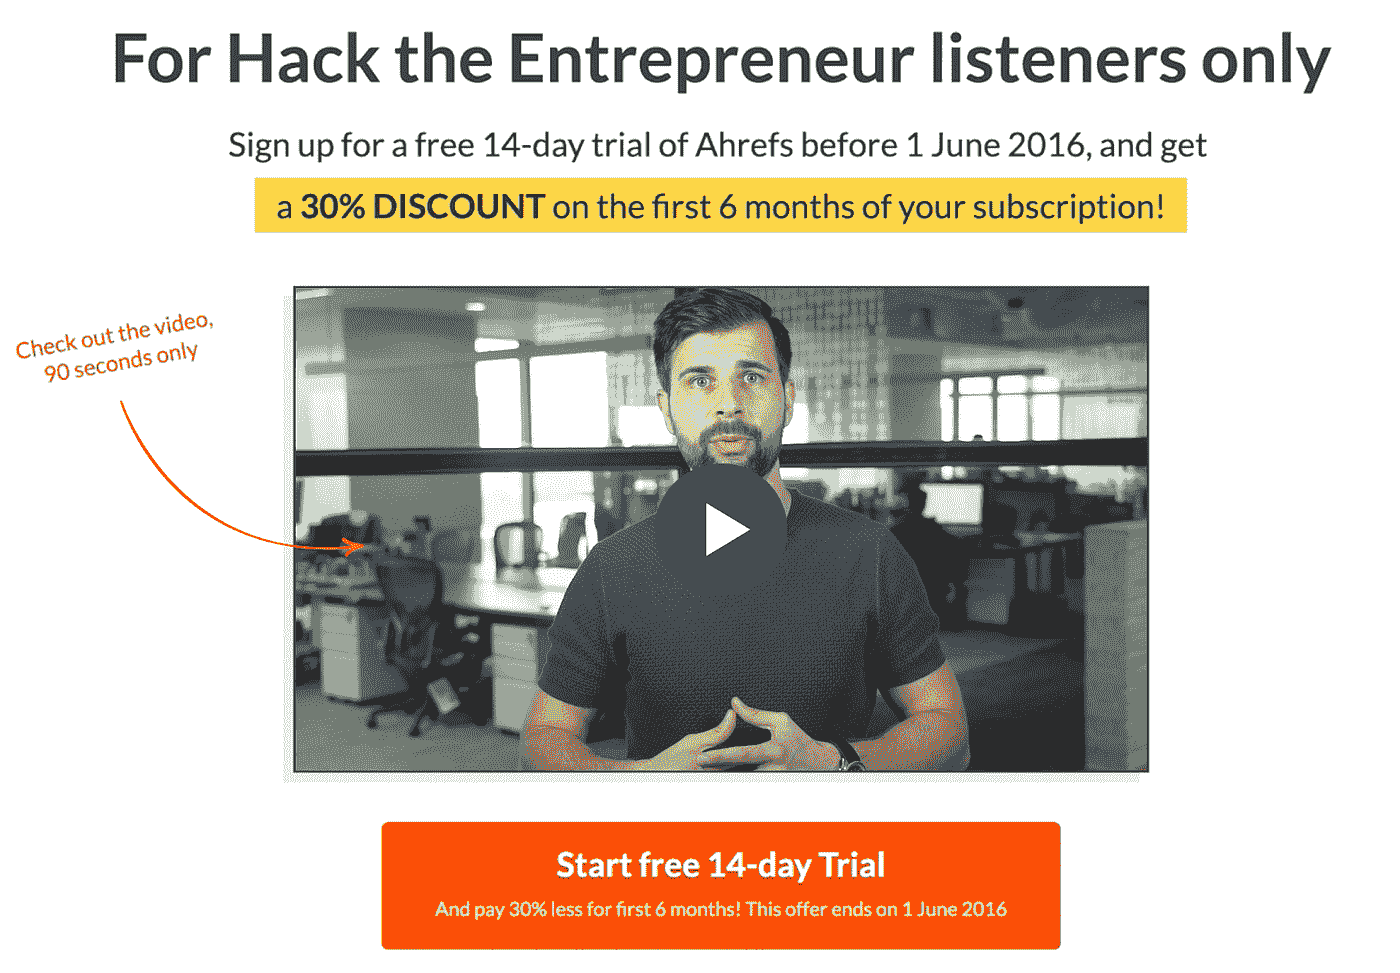 For Hack the Entrepreneur listeners only
Sign up for a free 14-day trial of Ahrefs before 1 June 2016, and get
a 30% DISCOUNT on the first 6 months of your subscription!
Check out the video,
90 seconds only
Start free 14-day Trial
And pay 30% less for first 6 months! This offer ends on 1 June 2016